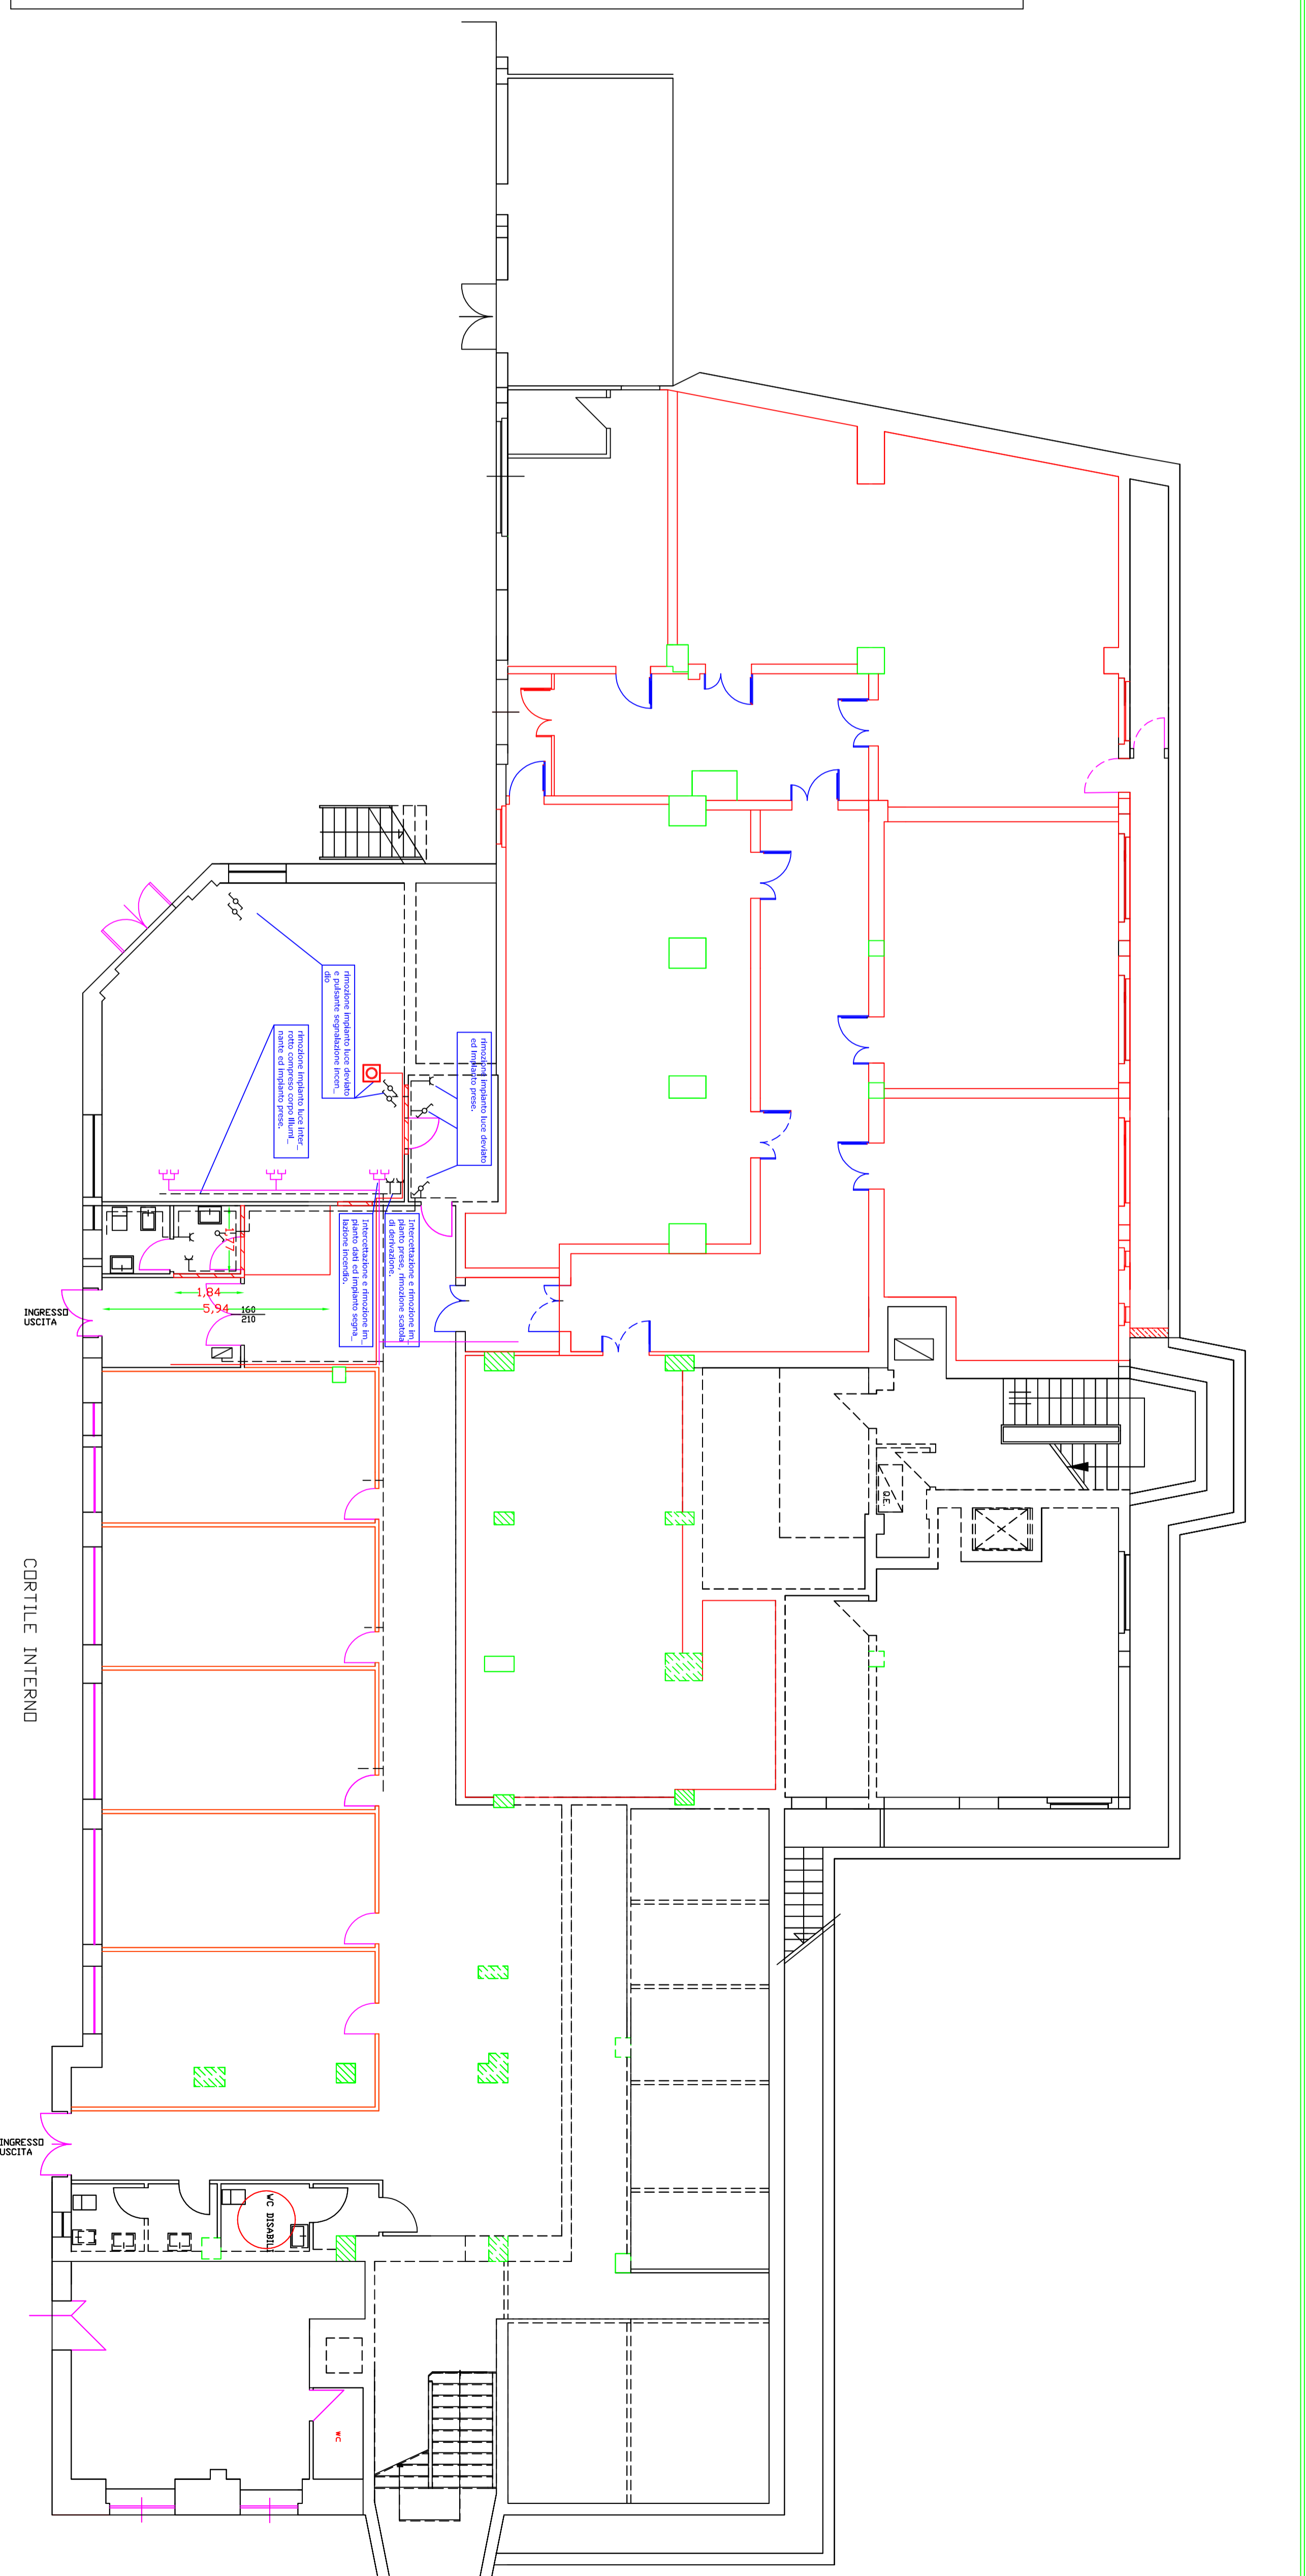 rimozione impianto luce deviato
ed impianto prese.
rimozione impianto luce deviato
e pulsante segnalazione incen_
dio
rimozione impianto luce inter_
rotto compreso corpo illumi_
nante ed impianto prese.
Intercettazione e rimozione im_
pianto prese, rimozione scatola
di derivazione.
Intercettazione e rimozione im_
pianto dati ed impianto segna_
lazione incendio.
1,77
1,84
5,94
160
210
INGRESSO
USCITA
Q.E.
CORTILE INTERNO
INGRESSO
USCITA
WC DISABILI
WC